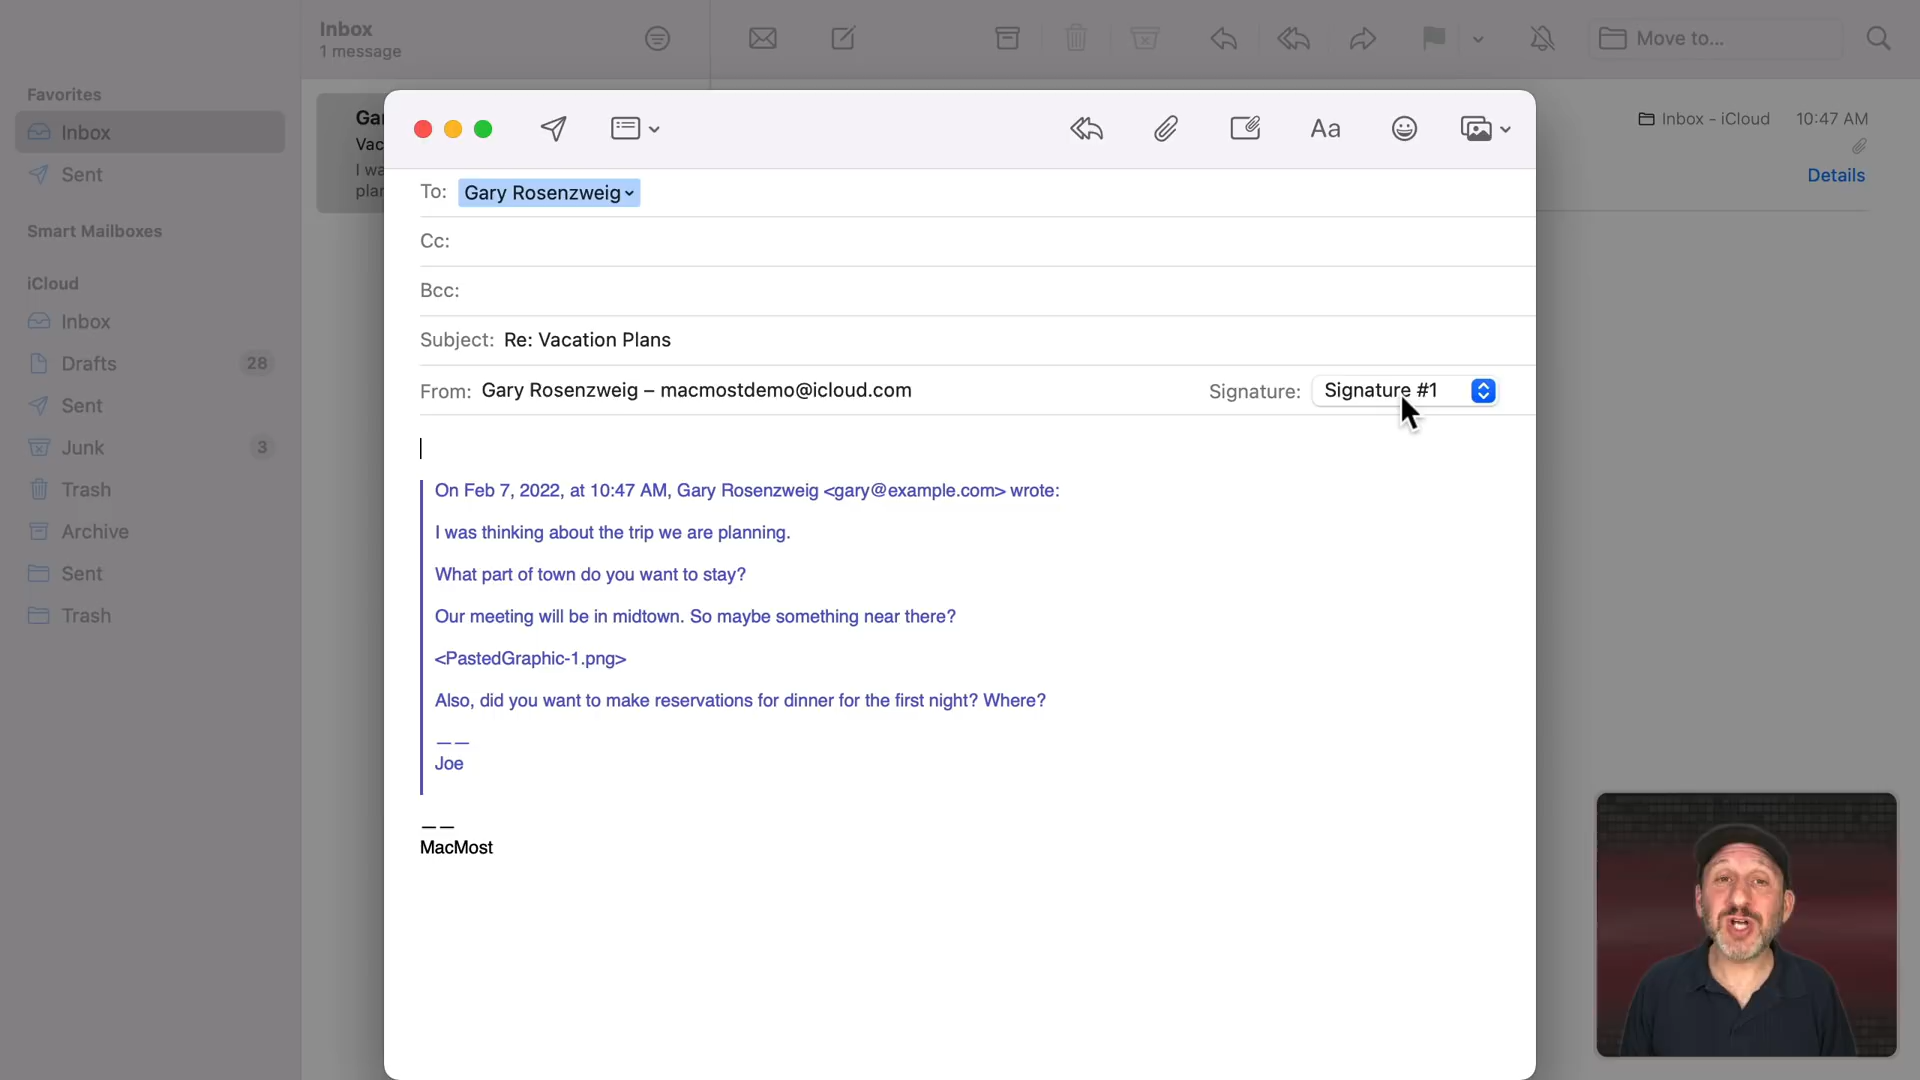 Inbox
1 message
Move to...
Favorites
Inbox
Sent
Smart Mailboxes
iCloud
Inbox
Drafts 28
Sent
Junk 3
Trash
Archive
Sent
Trash
Inbox - iCloud 10:47 AM
Details
To: Gary Rosenzweig
Cc:
Bcc:
Subject: Re: Vacation Plans
From: Gary Rosenzweig – macmostdemo@icloud.com Signature: Signature #1
On Feb 7, 2022, at 10:47 AM, Gary Rosenzweig <gary@example.com> wrote:
I was thinking about the trip we are planning.
What part of town do you want to stay?
Our meeting will be in midtown. So maybe something near there?
<PastedGraphic-1.png>
Also, did you want to make reservations for dinner for the first night? Where?
— —
Joe
— —
MacMost
Aa